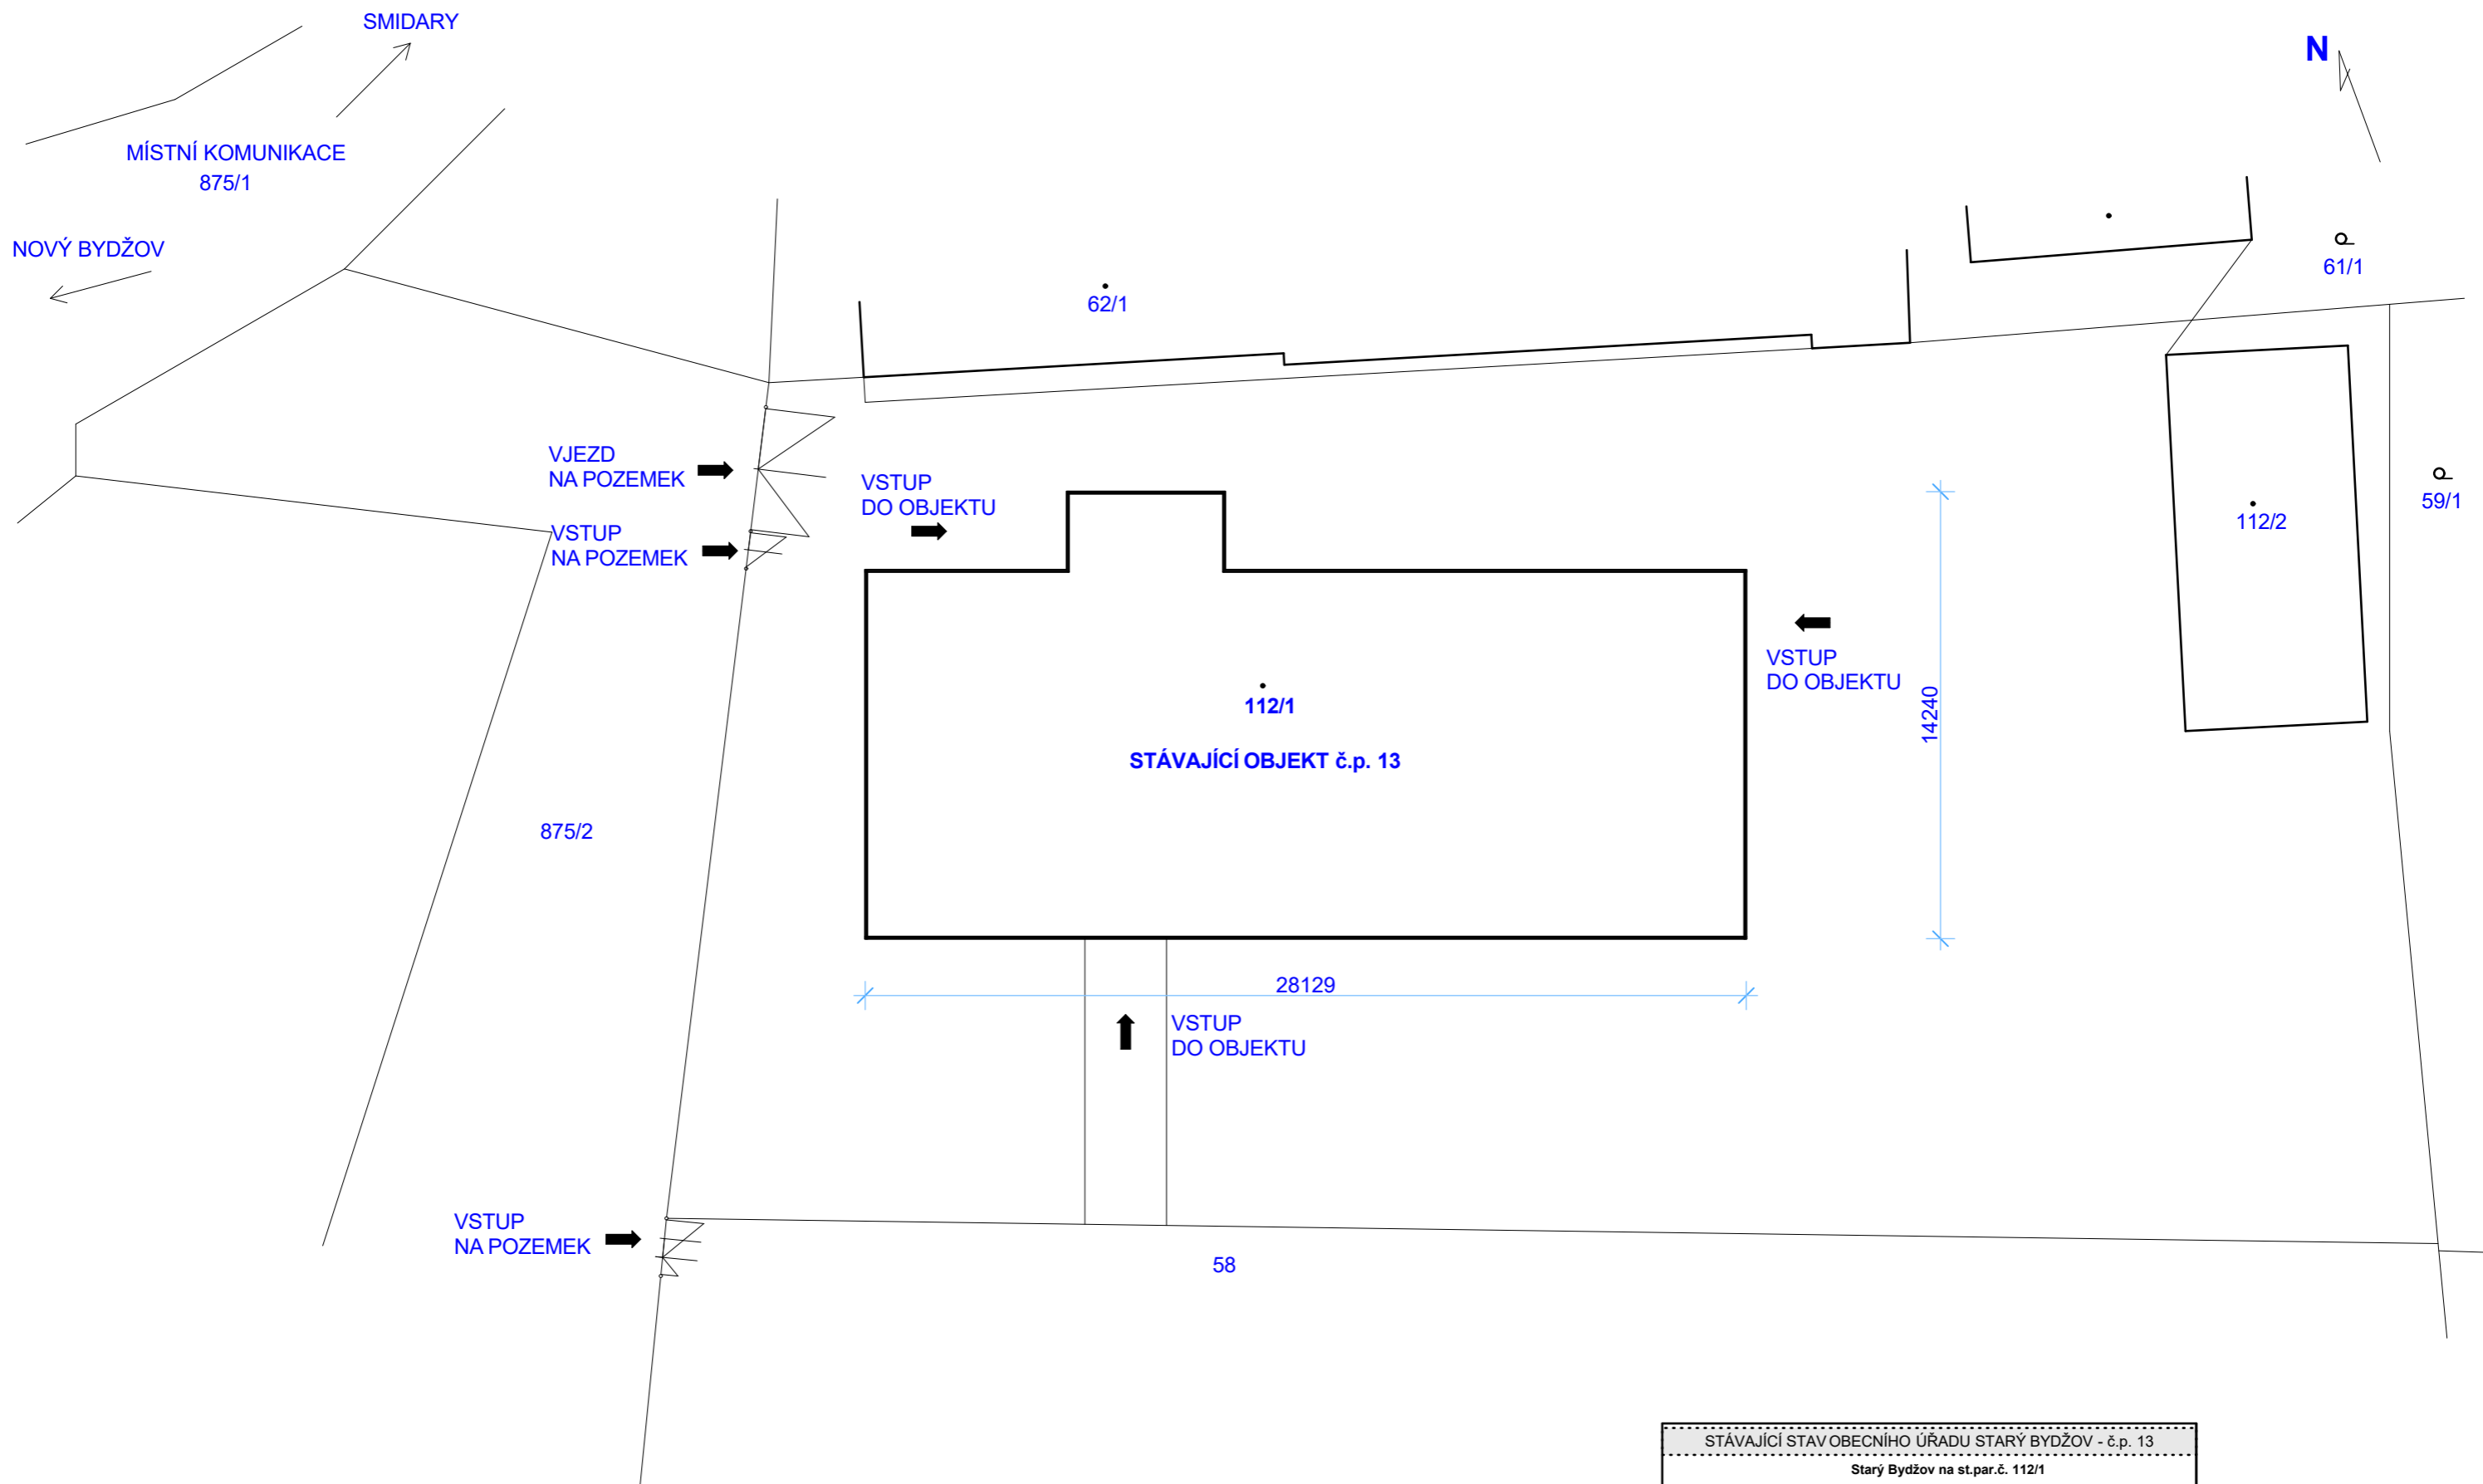 SMIDARY
N
MÍSTNÍ KOMUNIKACE
875/1
NOVÝ BYDŽOV
61/1
62/1
VJEZD
NA POZEMEK
VSTUP
DO OBJEKTU
59/1
112/2
VSTUP
NA POZEMEK
VSTUP
DO OBJEKTU
112/1
14240
STÁVAJÍCÍ OBJEKT č.p. 13
875/2
28129
VSTUP
DO OBJEKTU
VSTUP
NA POZEMEK
58
STÁVAJÍCÍ STAV OBECNÍHO ÚŘADU STARÝ BYDŽOV - č.p. 13
Starý Bydžov na st.par.č. 112/1